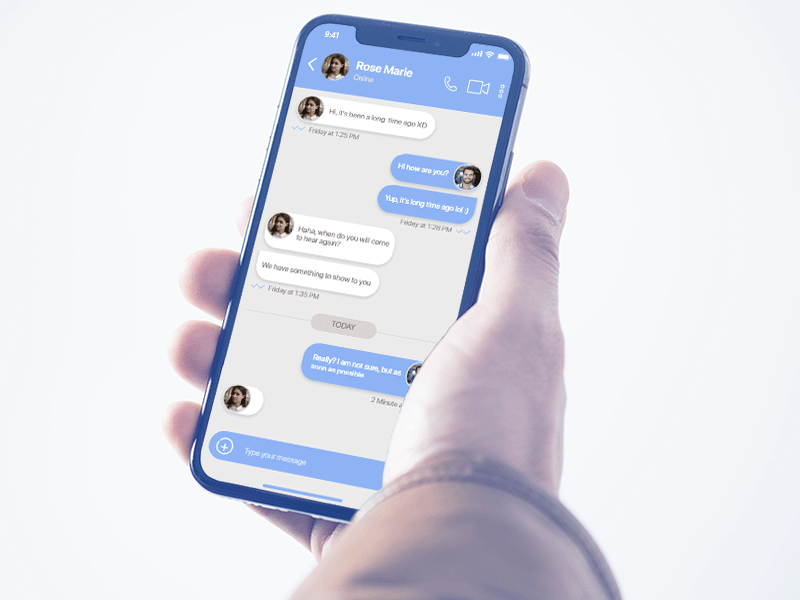 9:41
Rose Marie
Online
Hi, it's been a long time ago XD
Friday at 1:25 PM
Hi how are you?
Yup, it's long time ago lol :)
Friday at 1:28 PM
Haha, when do you will come
to hear again?
We have something to show to you
Friday at 1:35 PM
TODAY
Really? I am not sure, but as
soon as possible
2 Minute
Type your message